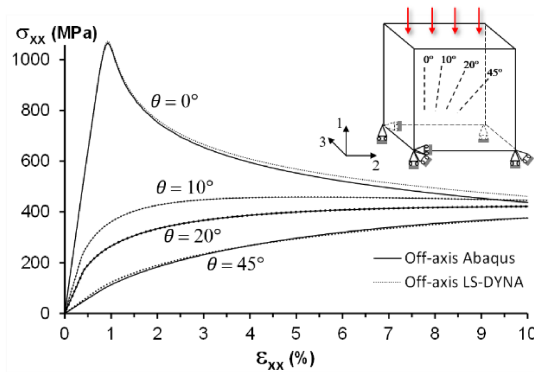 σxx (MPa)
1000
800
600
400
200
0
θ = 0°
θ = 10°
θ = 20°
θ = 45°
0°
10°
20°
45°
1
3
2
Off-axis Abaqus
Off-axis LS-DYNA
0 1 2 3 4 5 6 7 8 9 10
εxx (%)